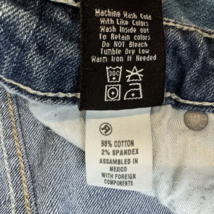 Machine Wash Cold
With Like Colors
Wash Inside out
To Retain colors
Do NOT Bleach
Tumble Dry Low
Warm Iron If Needed
98% COTTON
2% SPANDEX
ASSEMBLED IN
MEXICO
WITH FOREIGN
COMPONENTS